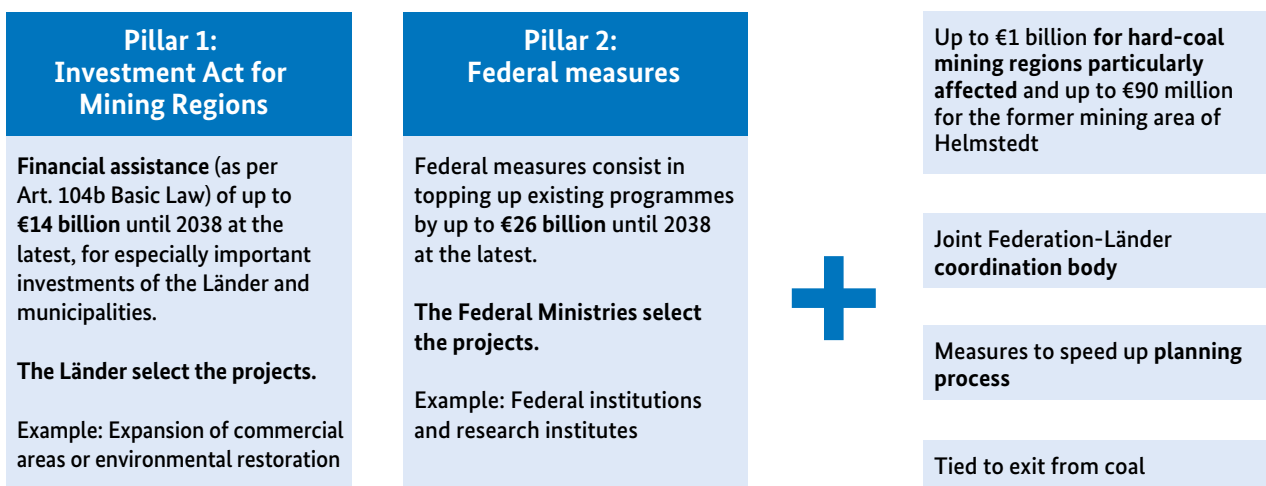 Pillar 1:
Investment Act for
Mining Regions
Financial assistance (as per
Art. 104b Basic Law) of up to
€14 billion until 2038 at the
latest, for especially important
investments of the Länder and
municipalities.
The Länder select the projects.
Example: Expansion of commercial
areas or environmental restoration
Pillar 2:
Federal measures
Federal measures consist in
topping up existing programmes
by up to €26 billion until 2038
at the latest.
The Federal Ministries select
the projects.
Example: Federal institutions
and research institutes
Up to €1 billion for hard-coal
mining regions particularly
affected and up to €90 million
for the former mining area of
Helmstedt
Joint Federation-Länder
coordination body
Measures to speed up planning
process
Tied to exit from coal